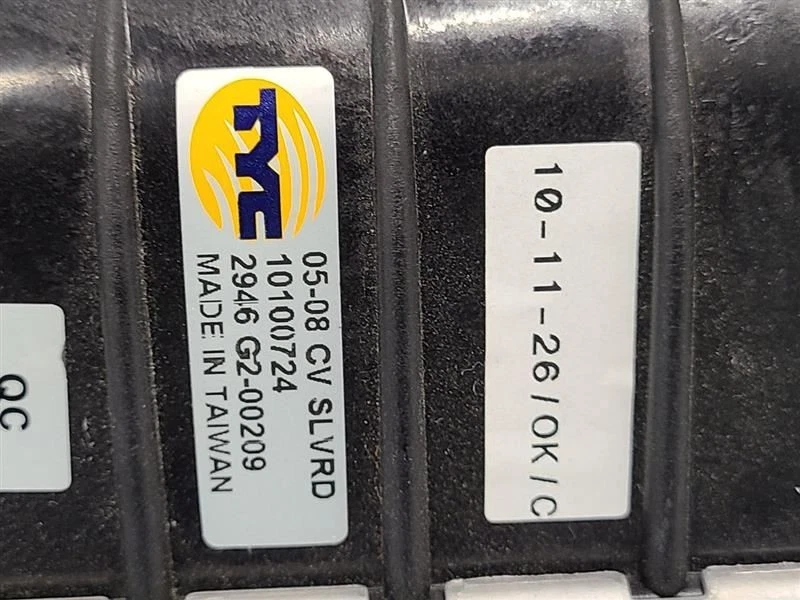 TYC
05-08 CV SLVRD
10100724
2946 G2-00209
MADE IN TAIWAN
10-11-26/OK/C
QC